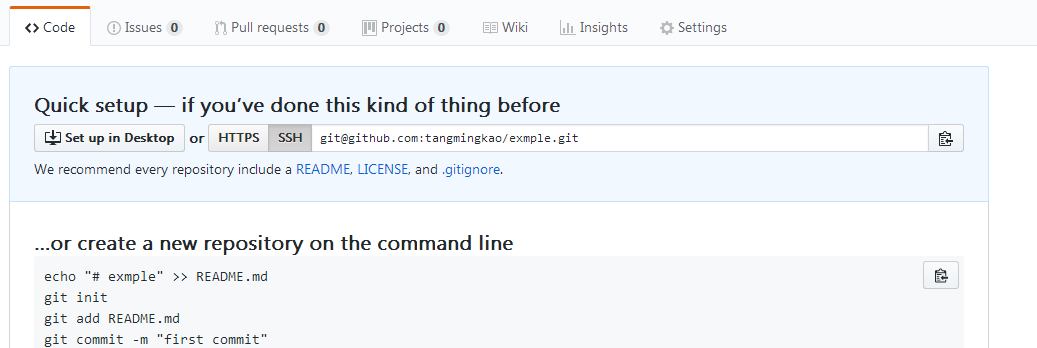 Code Issues 0 Pull requests 0 Projects 0 Wiki Insights Settings
Quick setup — if you’ve done this kind of thing before
Set up in Desktop or HTTPS SSH git@github.com:tangmingkao/exmple.git
We recommend every repository include a README, LICENSE, and .gitignore.
…or create a new repository on the command line
echo "# exmple" >> README.md
git init
git add README.md
git commit -m "first commit"